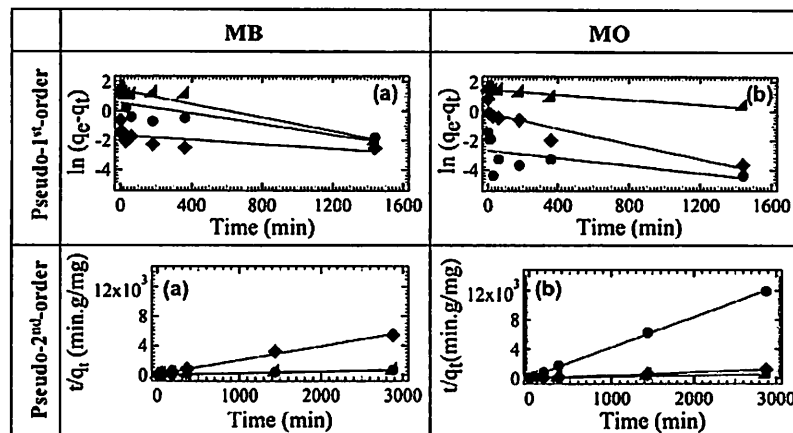 MB
MO
Pseudo-1st-order
ln (qe-qt)
2
0
-2
-4
(a)
0 400 800 1200 1600
Time (min)
ln (qe-qt)
2
0
-2
-4
(b)
0 400 800 1200 1600
Time (min)
Pseudo-2nd-order
t/qt (min.g/mg)
12x10³
8
4
0
(a)
0 1000 2000 3000
Time (min)
t/qt(min.g/mg)
12x10³
8
4
0
(b)
0 1000 2000 3000
Time (min)